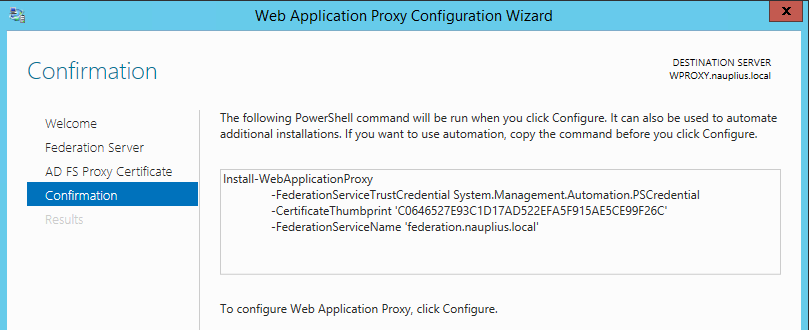 Web Application Proxy Configuration Wizard
x
Confirmation
DESTINATION SERVER
WPROXY.nauplius.local
Welcome
Federation Server
AD FS Proxy Certificate
Confirmation
Results
The following PowerShell command will be run when you click Configure. It can also be used to automate
additional installations. If you want to use automation, copy the command before you click Configure.
Install-WebApplicationProxy
-FederationServiceTrustCredential System.Management.Automation.PSCredential
-CertificateThumbprint 'C0646527E93C1D17AD522EFA5F915AE5CE99F26C'
-FederationServiceName 'federation.nauplius.local'
To configure Web Application Proxy, click Configure.